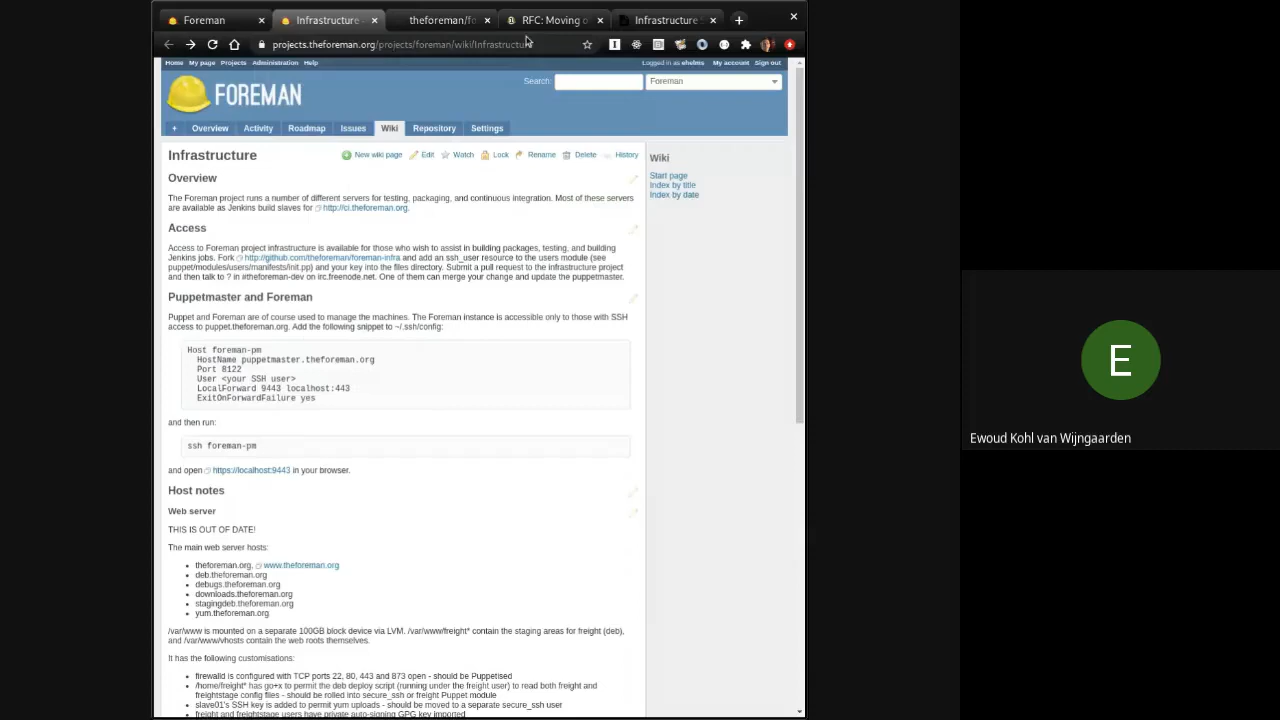 Foreman
Infrastructure
theforeman/fo
RFC: Moving o
Infrastructure
projects.theforeman.org/projects/foreman/wiki/Infrastructu
Home My page Projects Administration Help
Logged in as ehelms My account Sign out
FOREMAN
Search:
Foreman
+ Overview Activity Roadmap Issues Wiki Repository Settings
Infrastructure
New wiki page Edit Watch Lock Rename Delete History
Wiki
Start page
Index by title
Index by date
Overview
The Foreman project runs a number of different servers for testing, packaging, and continuous integration. Most of these servers
are available as Jenkins build slaves for http://ci.theforeman.org.
Access
Access to Foreman project infrastructure is available for those who wish to assist in building packages, testing, and building
Jenkins jobs. Fork http://github.com/theforeman/foreman-infra and add an ssh_user resource to the users module (see
puppet/modules/users/manifests/init.pp) and your key into the files directory. Submit a pull request to the infrastructure project
and then talk to ? in #theforeman-dev on irc.freenode.net. One of them can merge your change and update the puppetmaster.
Puppetmaster and Foreman
Puppet and Foreman are of course used to manage the machines. The Foreman instance is accessible only to those with SSH
access to puppet.theforeman.org. Add the following snippet to ~/.ssh/config:
Host foreman-pm
HostName puppetmaster.theforeman.org
Port 8122
User <your SSH user>
LocalForward 9443 localhost:443
ExitOnForwardFailure yes
and then run:
ssh foreman-pm
and open https://localhost:9443 in your browser.
Host notes
Web server
THIS IS OUT OF DATE!
The main web server hosts:
theforeman.org, www.theforeman.org
deb.theforeman.org
debugs.theforeman.org
downloads.theforeman.org
stagingdeb.theforeman.org
yum.theforeman.org
/var/www is mounted on a separate 100GB block device via LVM. /var/www/freight* contain the staging areas for freight (deb),
and /var/www/vhosts contain the web roots themselves.
It has the following customisations:
firewalld is configured with TCP ports 22, 80, 443 and 873 open - should be Puppetised
/home/freight* has go+x to permit the deb deploy script (running under the freight user) to read both freight and
freightstage config files - should be rolled into secure_ssh or freight Puppet module
slave01's SSH key is added to permit yum uploads - should be moved to a separate secure_ssh user
freight and freightstage users have private auto-signing GPG key imported
E
Ewoud Kohl van Wijngaarden